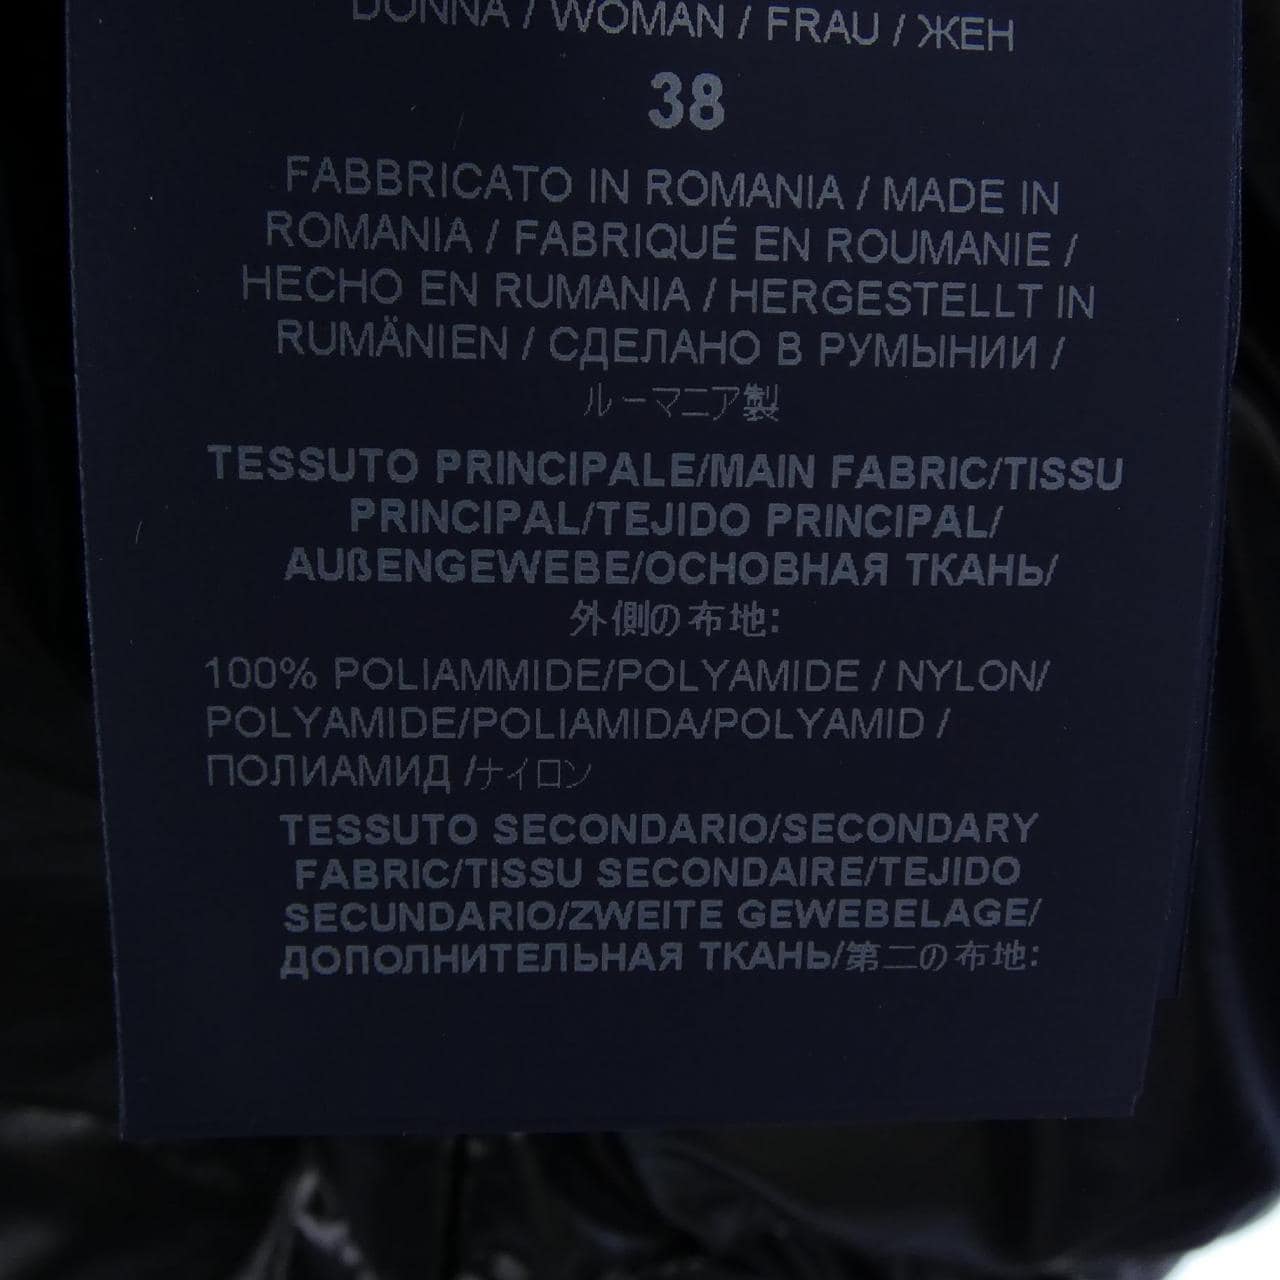 DONNA / WOMAN / FRAU / ЖЕН
38
FABBRICATO IN ROMANIA / MADE IN
ROMANIA / FABRIQUÉ EN ROUMANIE /
HECHO EN RUMANIA / HERGESTELLT IN
RUMÄNIEN / СДЕЛАНО В РУМЫНИИ /
ルーマニア製
TESSUTO PRINCIPALE/MAIN FABRIC/TISSU
PRINCIPAL/TEJIDO PRINCIPAL/
AUßENGEWEBE/ОСНОВНАЯ ТКАНЬ/
外側の布地:
100% POLIAMMIDE/POLYAMIDE / NYLON/
POLYAMIDE/POLIAMIDA/POLYAMID /
ПОЛИАМИД /ナイロン
TESSUTO SECONDARIO/SECONDARY
FABRIC/TISSU SECONDAIRE/TEJIDO
SECUNDARIO/ZWEITE GEWEBELAGE/
ДОПОЛНИТЕЛЬНАЯ ТКАНЬ/第二の布地: